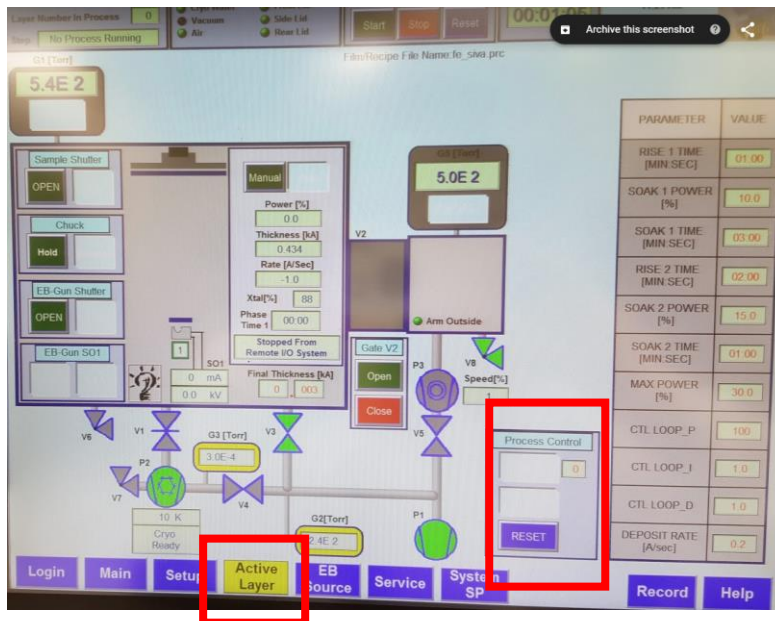 Layer Number In Process 0
Step No Process Running
Vacuum
Air
Side Lid
Rear Lid
Start
Stop
Reset
00:01:05
Archive this screenshot
Film/Recipe File Name:fe_siva.prc
G1 [Torr]
5.4E 2
Sample Shutter
OPEN
Chuck
Hold
EB-Gun Shutter
OPEN
EB-Gun SO1
Manual
Power [%]
0.0
Thickness [kA]
0.434
Rate [A/Sec]
-1.0
Xtal[%] 88
Phase
Time 1 00:00
Stopped From
Remote I/O System
Final Thickness [kA]
0 . 003
1
SO1
0 mA
0.0 kV
[Torr]
5.0E 2
V2
Arm Outside
Gate V2
Open
Close
P3
V8
Speed[%]
V5
V6
V1
V3
G3 [Torr]
3.0E-4
P2
V7
V4
10 K
Cryo
Ready
G2[Torr]
2.4E 2
P1
Process Control
0
RESET
PARAMETER VALUE
RISE 1 TIME
[MIN:SEC] 01:00
SOAK 1 POWER
[%] 10.0
SOAK 1 TIME
[MIN:SEC] 03:00
RISE 2 TIME
[MIN:SEC] 02:00
SOAK 2 POWER
[%] 15.0
SOAK 2 TIME
[MIN:SEC] 01:00
MAX POWER
[%] 30.0
CTL LOOP_P 100
CTL LOOP_I 1.0
CTL LOOP_D 1.0
DEPOSIT RATE
[A/sec] 0.2
Login
Main
Setup
Active
Layer
EB
Source
Service
System
SP
Record
Help